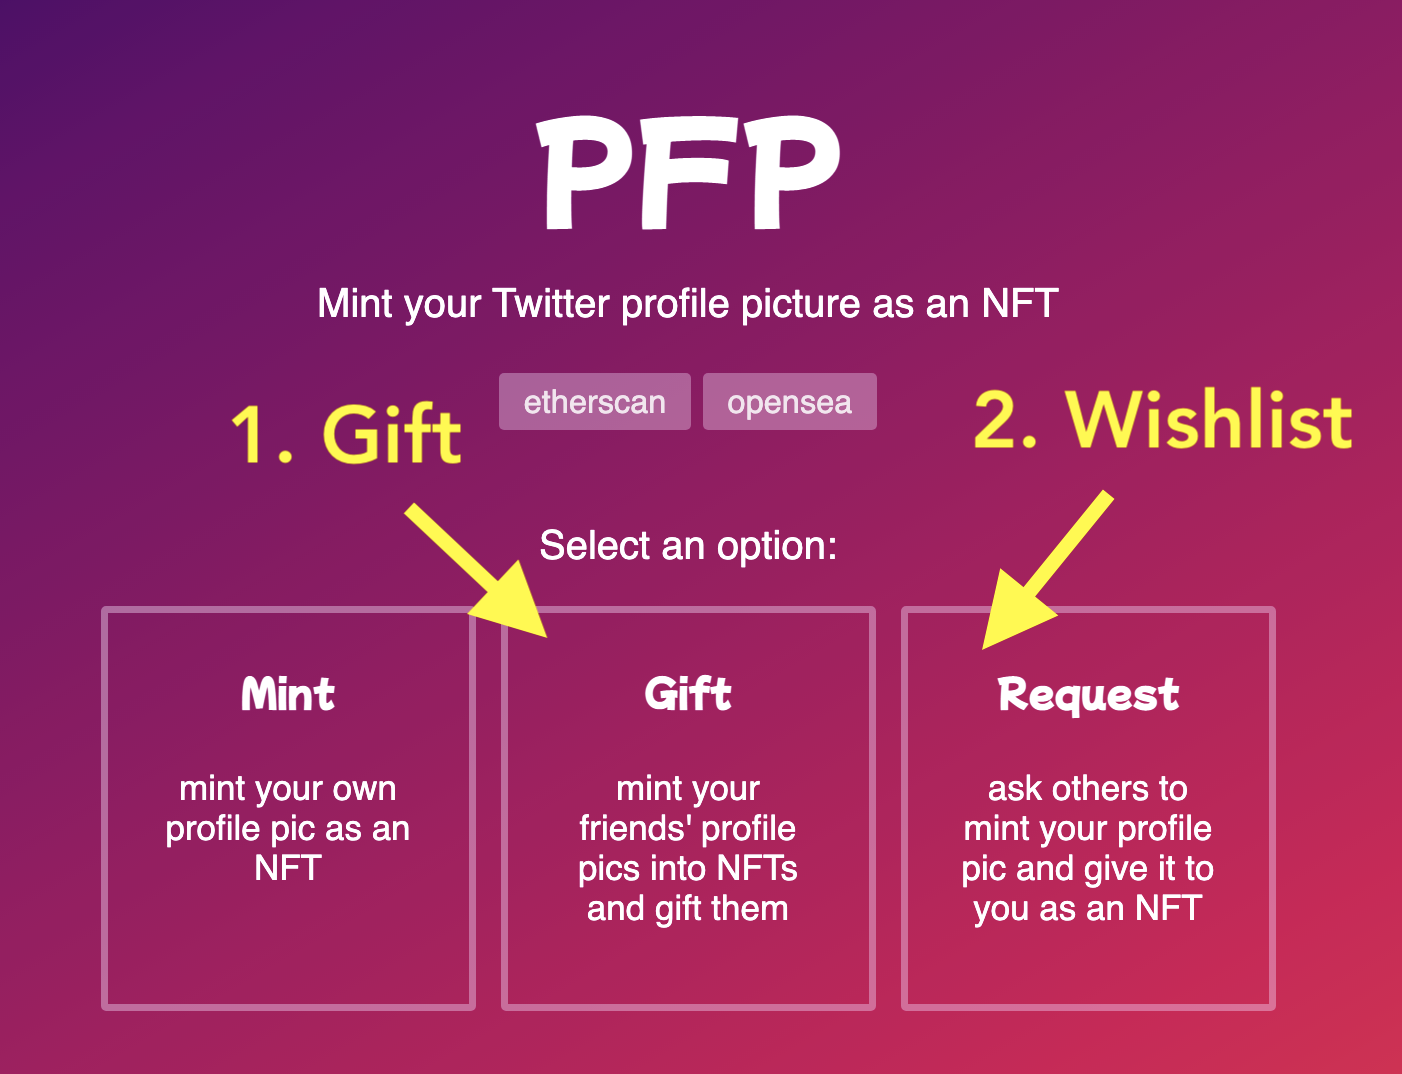 PFP
Mint your Twitter profile picture as an NFT
etherscan
opensea
1. Gift
2. Wishlist
Select an option:
Mint
mint your own
profile pic as an
NFT
Gift
mint your
friends' profile
pics into NFTs
and gift them
Request
ask others to
mint your profile
pic and give it to
you as an NFT